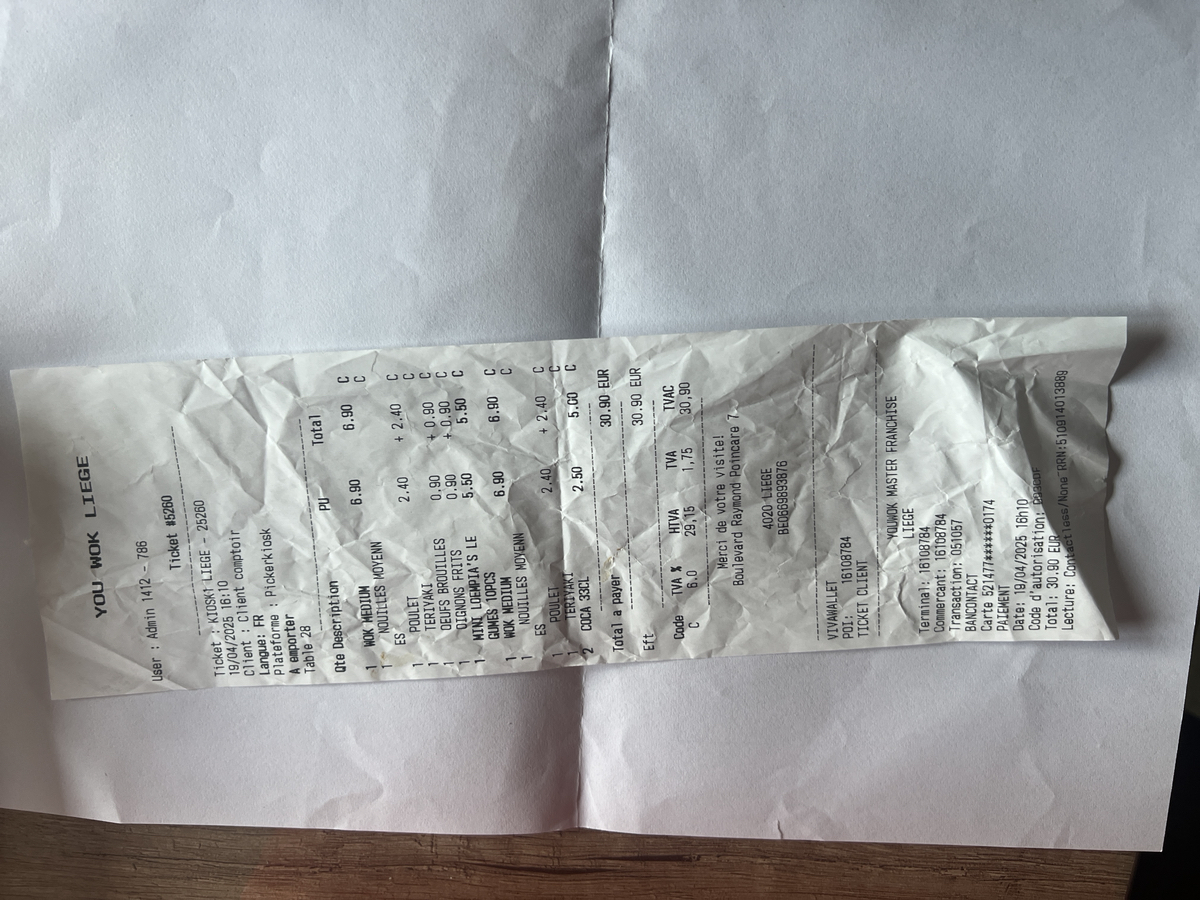 YOU WOK LIEGE
User : Admin 1412 - 786
Ticket #5260
Ticket : KIOSK1 LIEGE - 25260
19/04/2025 16:10
Client : Client comptoir
Langue: FR
Plateforme : Pickerkiosk
A emporter
Table 28
Qte Description PU Total
1 WOK MEDIUM 6.90 6.90 C
1 NOUILLES MOYENN C
ES 2.40 + 2.40 C
1 POULET C
1 TERIYAKI C
1 OEUFS BROUILLES 0.90 + 0.90 C
1 OIGNONS FRITS 0.90 + 0.90 C
1 MINI LOEMPIA'S LE 5.50 5.50 C
GUMES 10PCS
1 WOK MEDIUM 6.90 6.90 C
1 NOUILLES MOYENN C
ES 2.40 + 2.40 C
1 POULET C
1 TERIYAKI C
2 COCA 33CL 2.50 5.00 C
Total a payer 30.90 EUR
Eft 30.90 EUR
Code TVA % HTVA TVA TVAC
C 6.0 29,15 1,75 30,90
Merci de votre visite!
Boulevard Raymond Poincare 7
4020 LIEGE
BE0669893876
VIVAWALLET
POI: 16108784
TICKET CLIENT
YOUWOK MASTER FRANCHISE
LIEGE
Terminal: 16108784
Commercant: 16108784
Transaction: 051057
BANCONTACT
Carte 521477******0174
PAIEMENT
Date: 19/04/2025 16h10
Code d'autorisation:
Total: 30.90 EUR
Lecture: Contactless/None RRN:510914013889